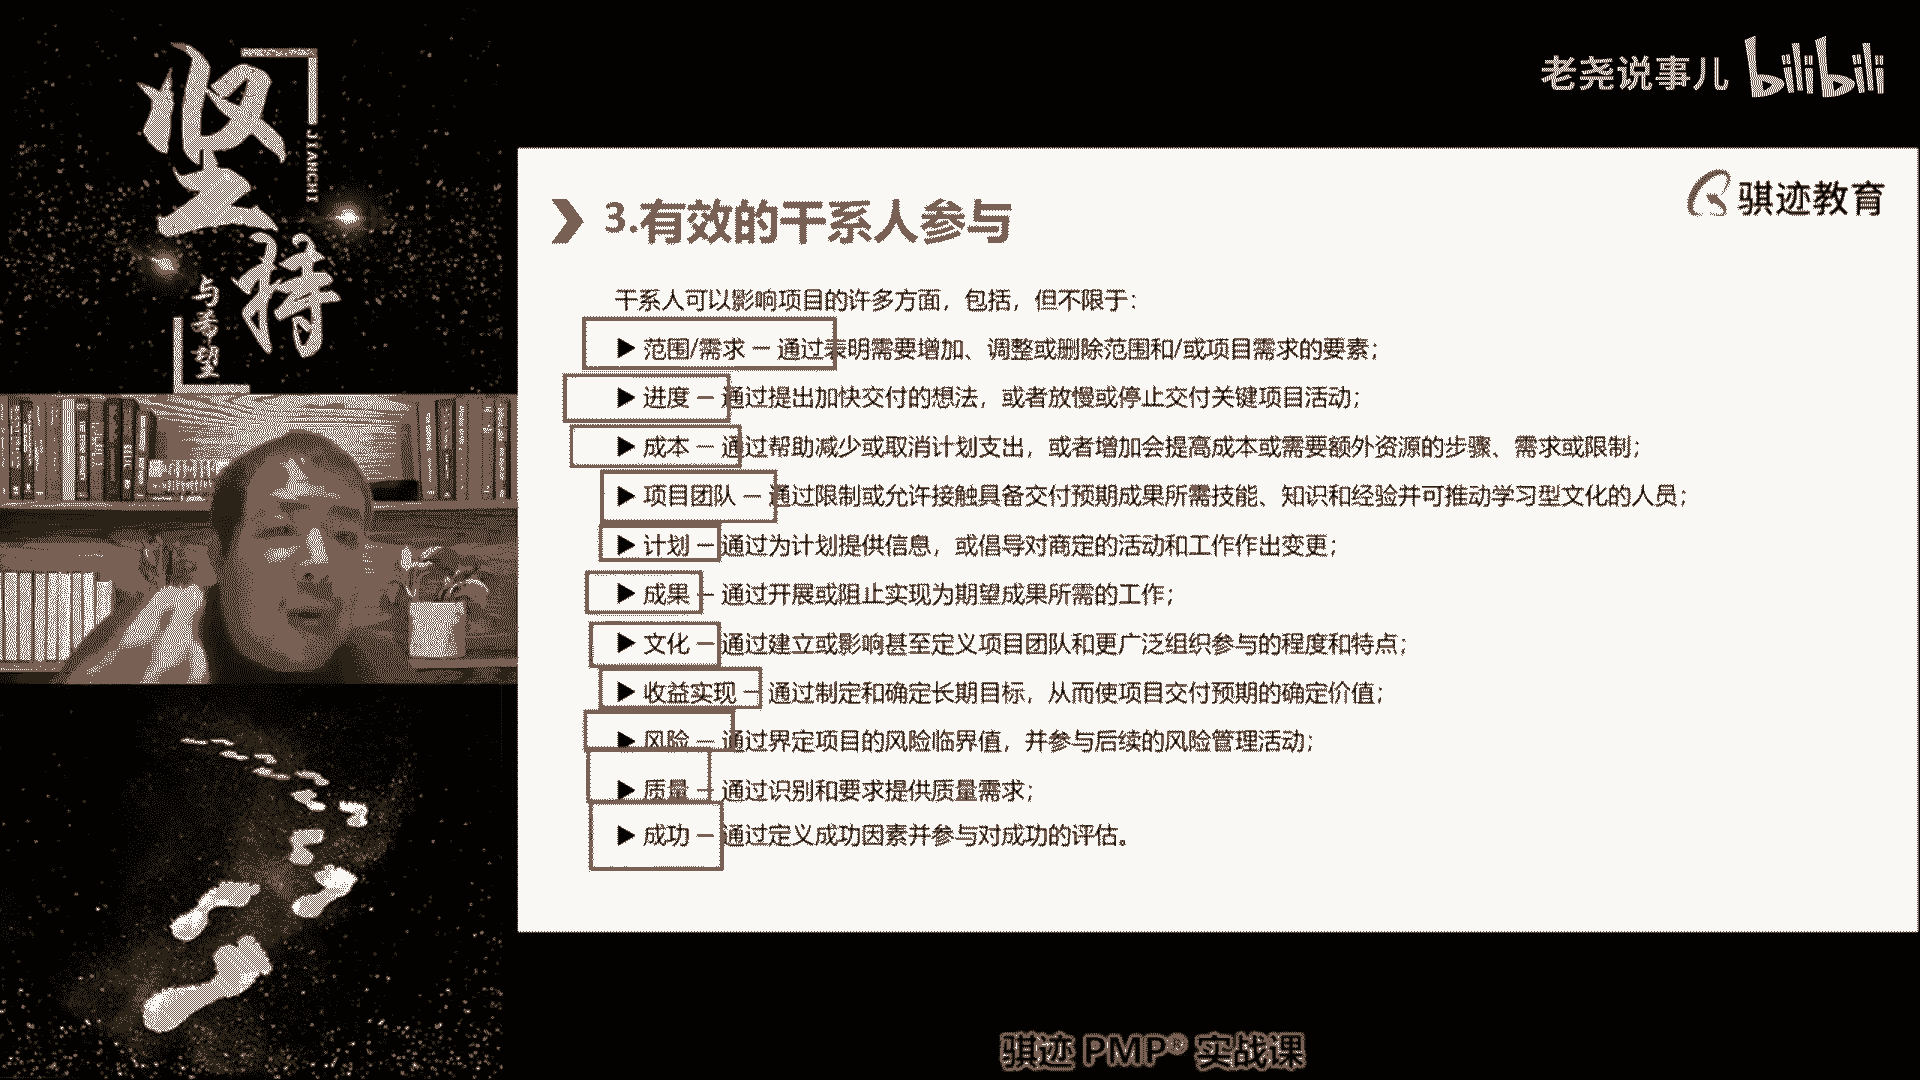 坚持
JIANCHI
与希望
老尧说事儿 bilibili
骐迹教育
3.有效的干系人参与
干系人可以影响项目的许多方面，包括，但不限于：
▶ 范围/需求 — 通过表明需要增加、调整或删除范围和/或项目需求的要素；
▶ 进度 — 通过提出加快交付的想法，或者放慢或停止交付关键项目活动；
▶ 成本 — 通过帮助减少或取消计划支出，或者增加会提高成本或需要额外资源的步骤、需求或限制；
▶ 项目团队 — 通过限制或允许接触具备交付预期成果所需技能、知识和经验并可推动学习型文化的人员；
▶ 计划 — 通过为计划提供信息，或倡导对商定的活动和工作作出变更；
▶ 成果 — 通过开展或阻止实现为期望成果所需的工作；
▶ 文化 — 通过建立或影响甚至定义项目团队和更广泛组织参与的程度和特点；
▶ 收益实现 — 通过制定和确定长期目标，从而使项目交付预期的确定价值；
▶ 风险 — 通过界定项目的风险临界值，并参与后续的风险管理活动；
▶ 质量 — 通过识别和要求提供质量需求；
▶ 成功 — 通过定义成功因素并参与对成功的评估。
骐迹 PMP® 实战课